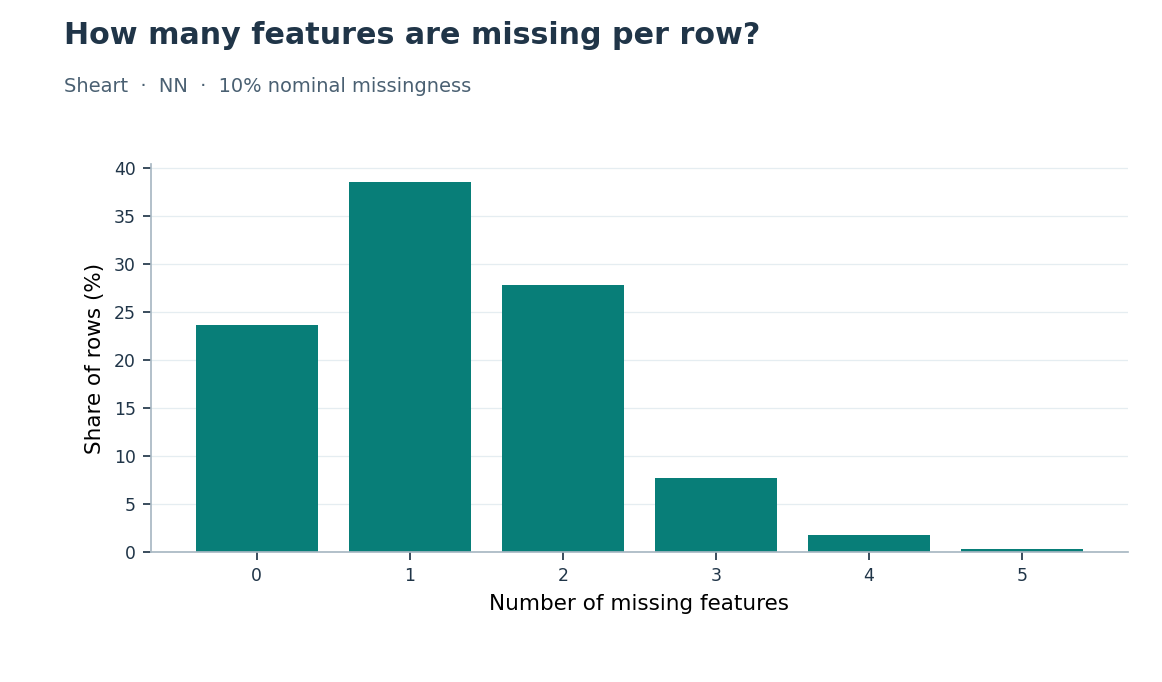 How many features are missing per row?
Sheart · NN · 10% nominal missingness
40
35
30
25
20
15
10
5
0
Share of rows (%)
0 1 2 3 4 5
Number of missing features